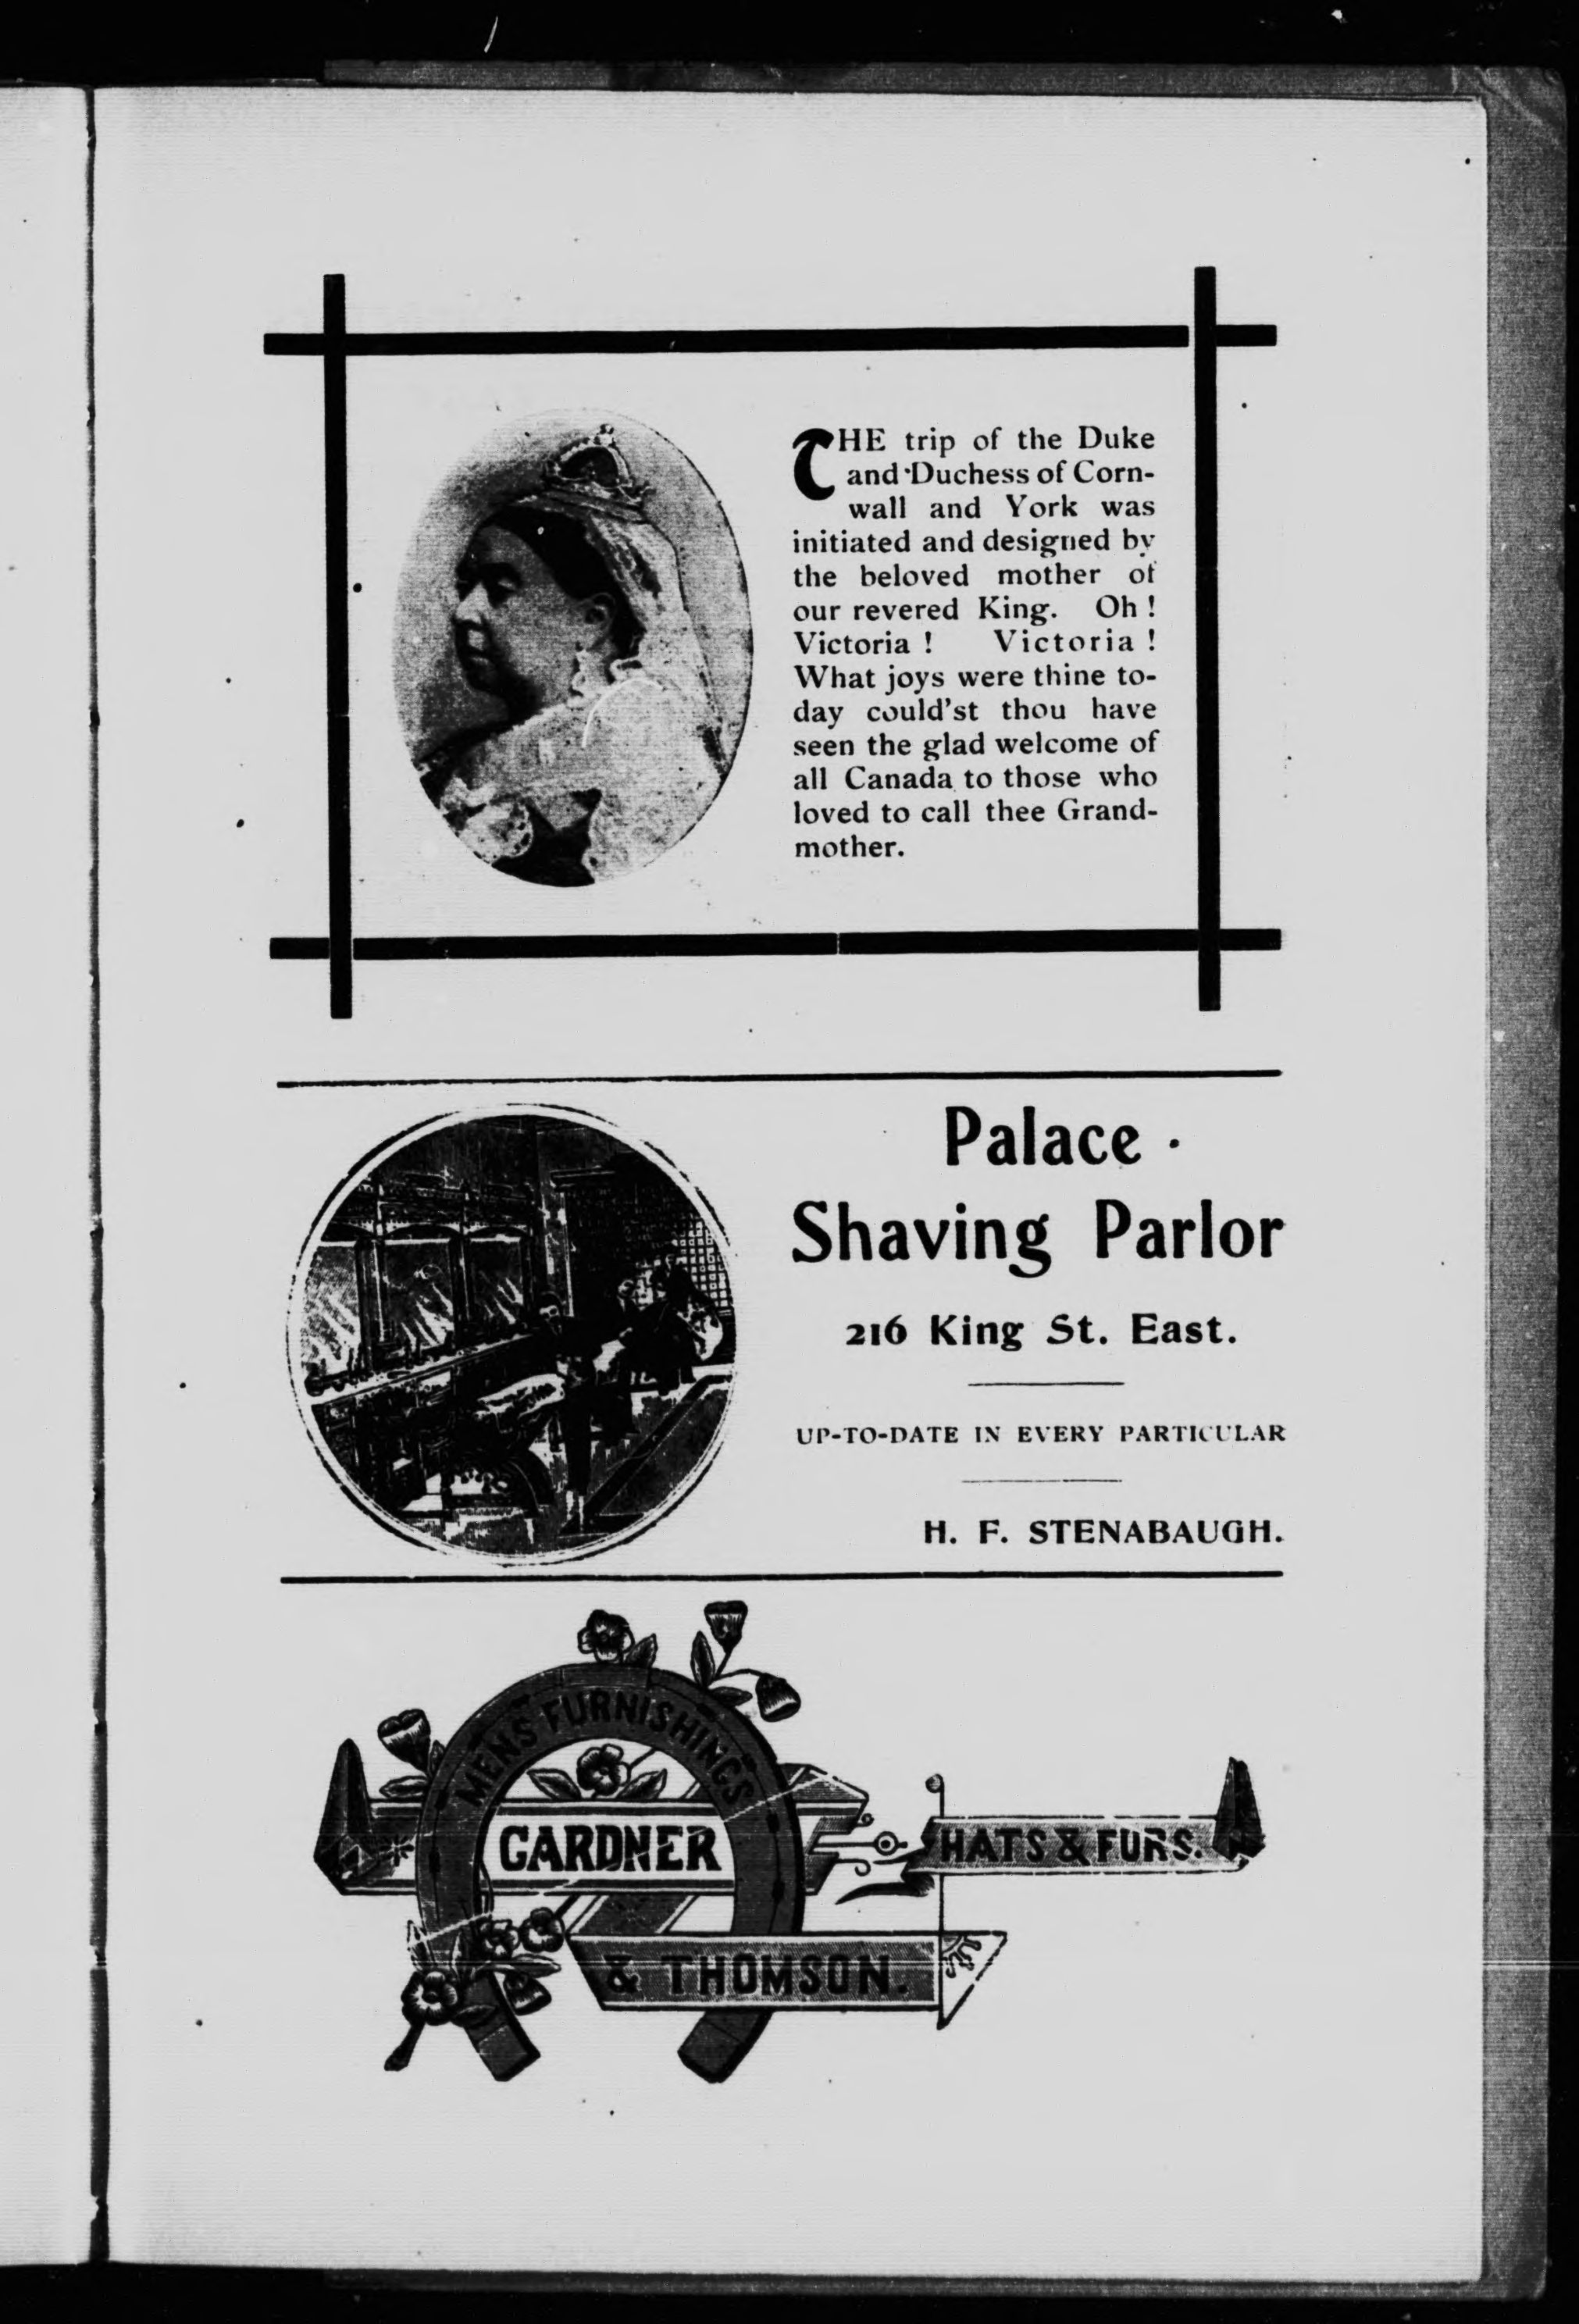 THE trip of the Duke
and Duchess of Corn-
wall and York was
initiated and designed by
the beloved mother of
our revered King. Oh !
Victoria ! Victoria !
What joys were thine to-
day could'st thou have
seen the glad welcome of
all Canada to those who
loved to call thee Grand-
mother.
Palace
Shaving Parlor
216 King St. East.
UP-TO-DATE IN EVERY PARTICULAR
H. F. STENABAUGH.
MENS FURNISHINGS
GARDNER
HATS & FURS.
& THOMSON.